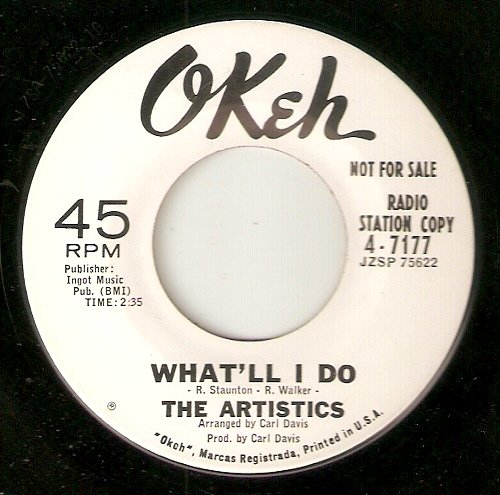 OKeh
NOT FOR SALE
45
RPM
RADIO
STATION COPY
4-7177
JZSP 75622
Publisher:
Ingot Music
Pub. (BMI)
TIME: 2:35
WHAT'LL I DO
- R. Staunton - R. Walker -
THE ARTISTICS
Arranged by Carl Davis
Prod. by Carl Davis
℗
"Okeh", Marcas Registrada, Printed in U.S.A.